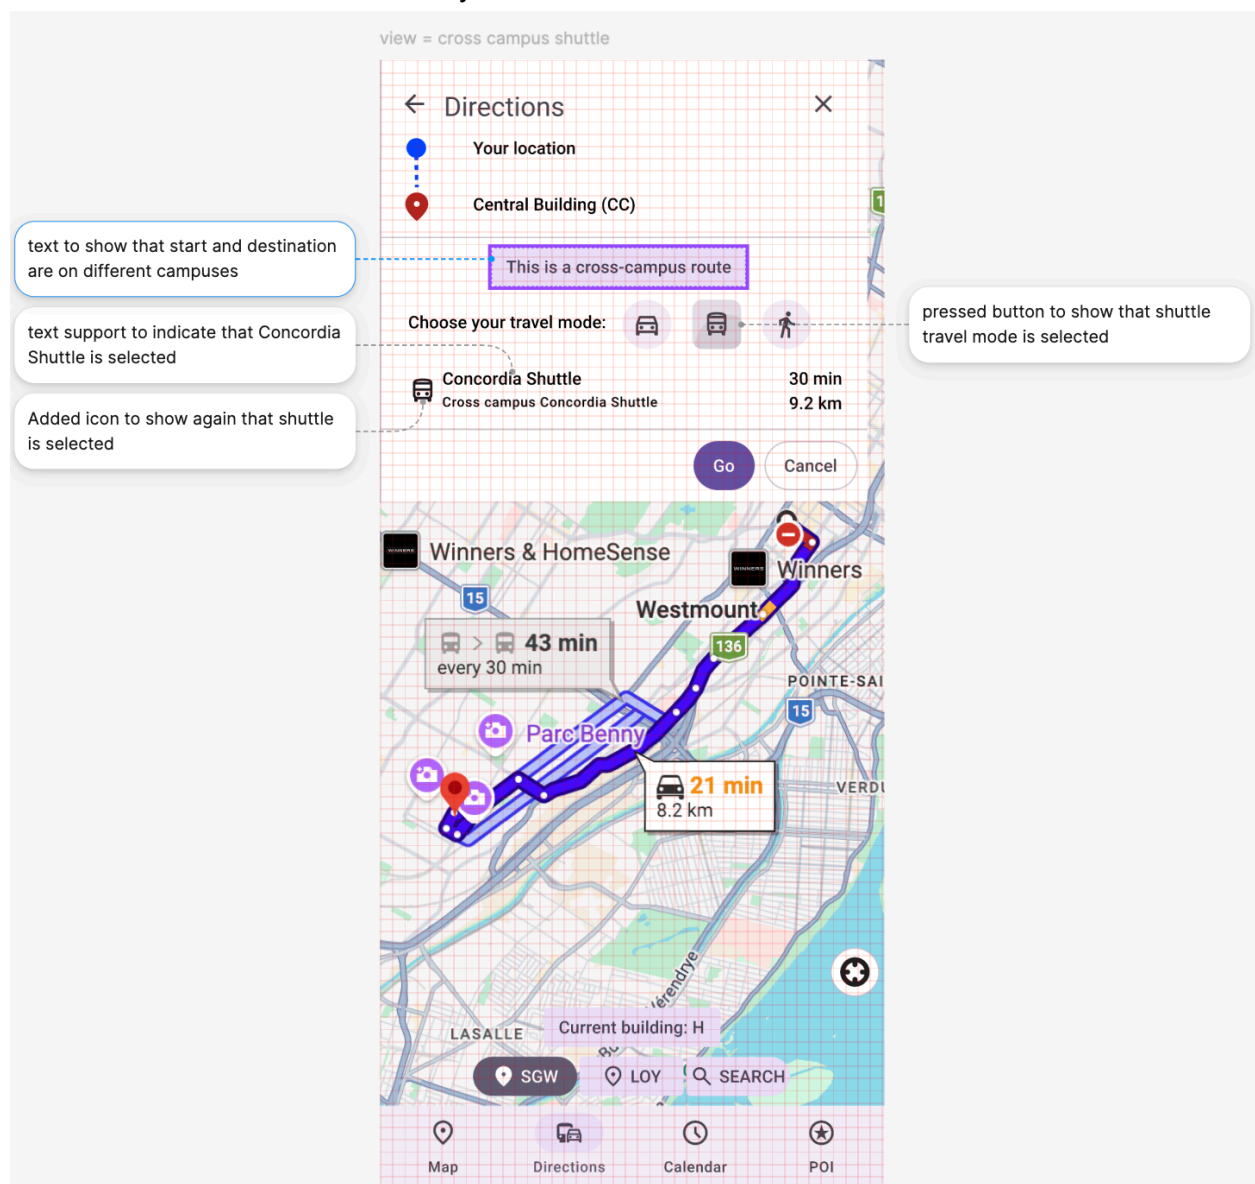 view = cross campus shuttle
Directions
Your location
Central Building (CC)
text to show that start and destination
are on different campuses
This is a cross-campus route
text support to indicate that Concordia
Shuttle is selected
Choose your travel mode:
pressed button to show that shuttle
travel mode is selected
Concordia Shuttle
30 min
Cross campus Concordia Shuttle
9.2 km
Added icon to show again that shuttle
is selected
Go
Cancel
WINNERS
Winners & HomeSense
WINNERS
Winners
15
Westmount
43 min
every 30 min
136
POINTE-SAI
15
Parc Benny
21 min
8.2 km
VERDU
Vérendrye
LASALLE
Current building: H
SGW
LOY
SEARCH
Map
Directions
Calendar
POI